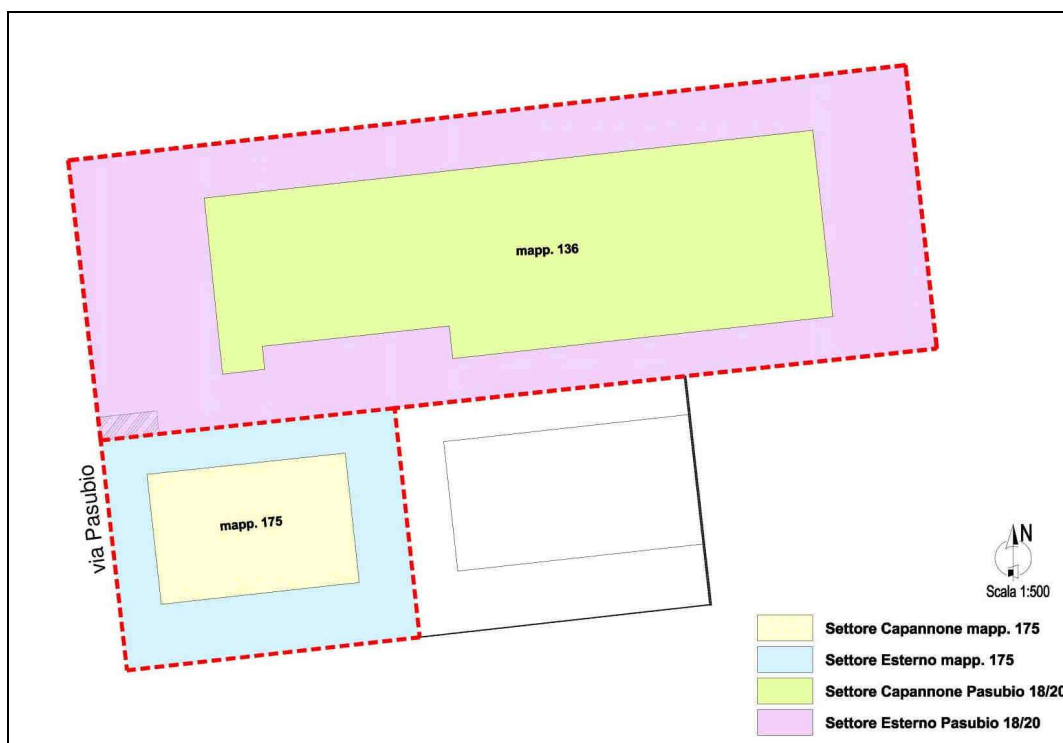 mapp. 136
via Pasubio
mapp. 175
N
Scala 1:500
Settore Capannone mapp. 175
Settore Esterno mapp. 175
Settore Capannone Pasubio 18/20
Settore Esterno Pasubio 18/20